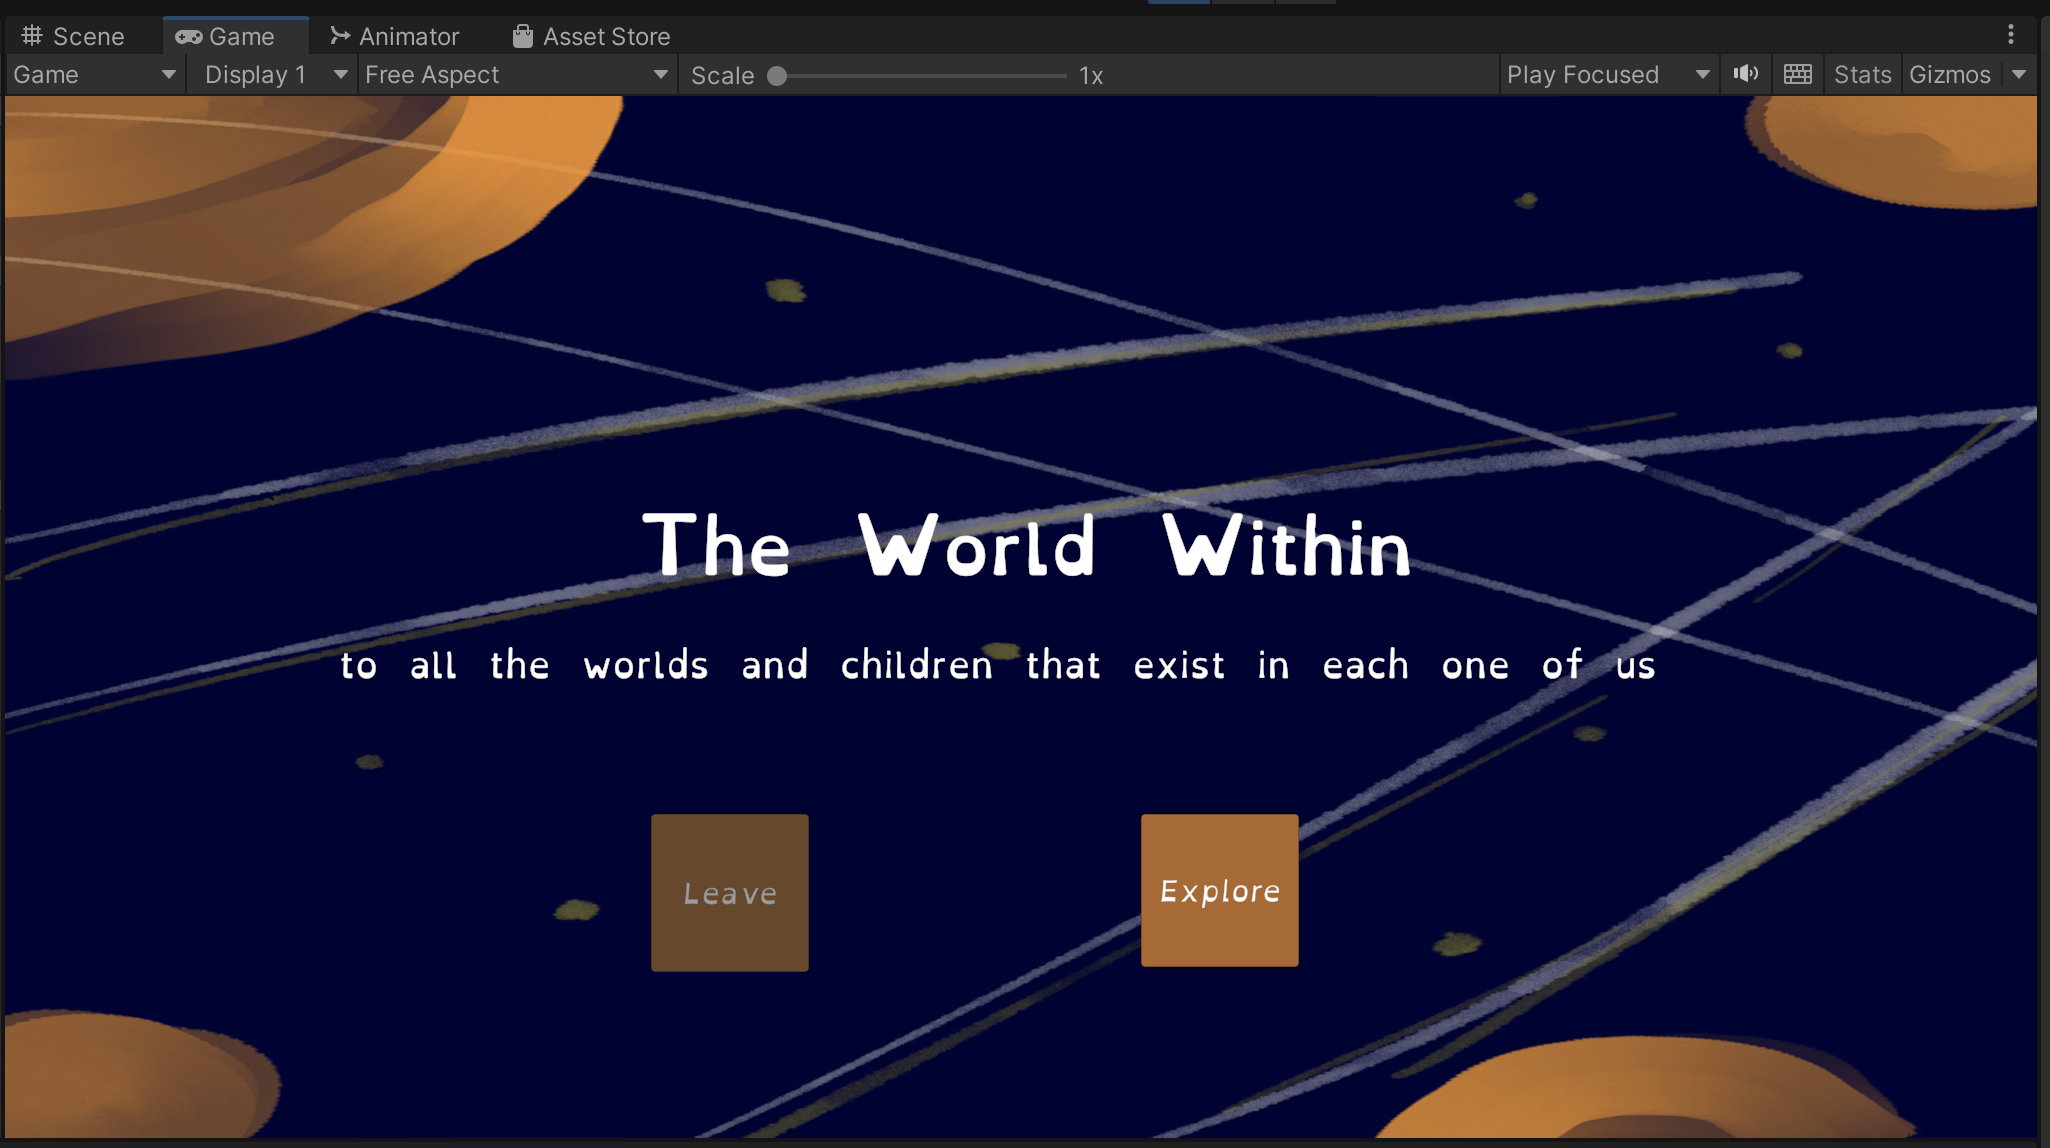 Scene Game Animator Asset Store
Game Display 1 Free Aspect Scale 1x Play Focused Stats Gizmos
The World Within
to all the worlds and children that exist in each one of us
Leave Explore